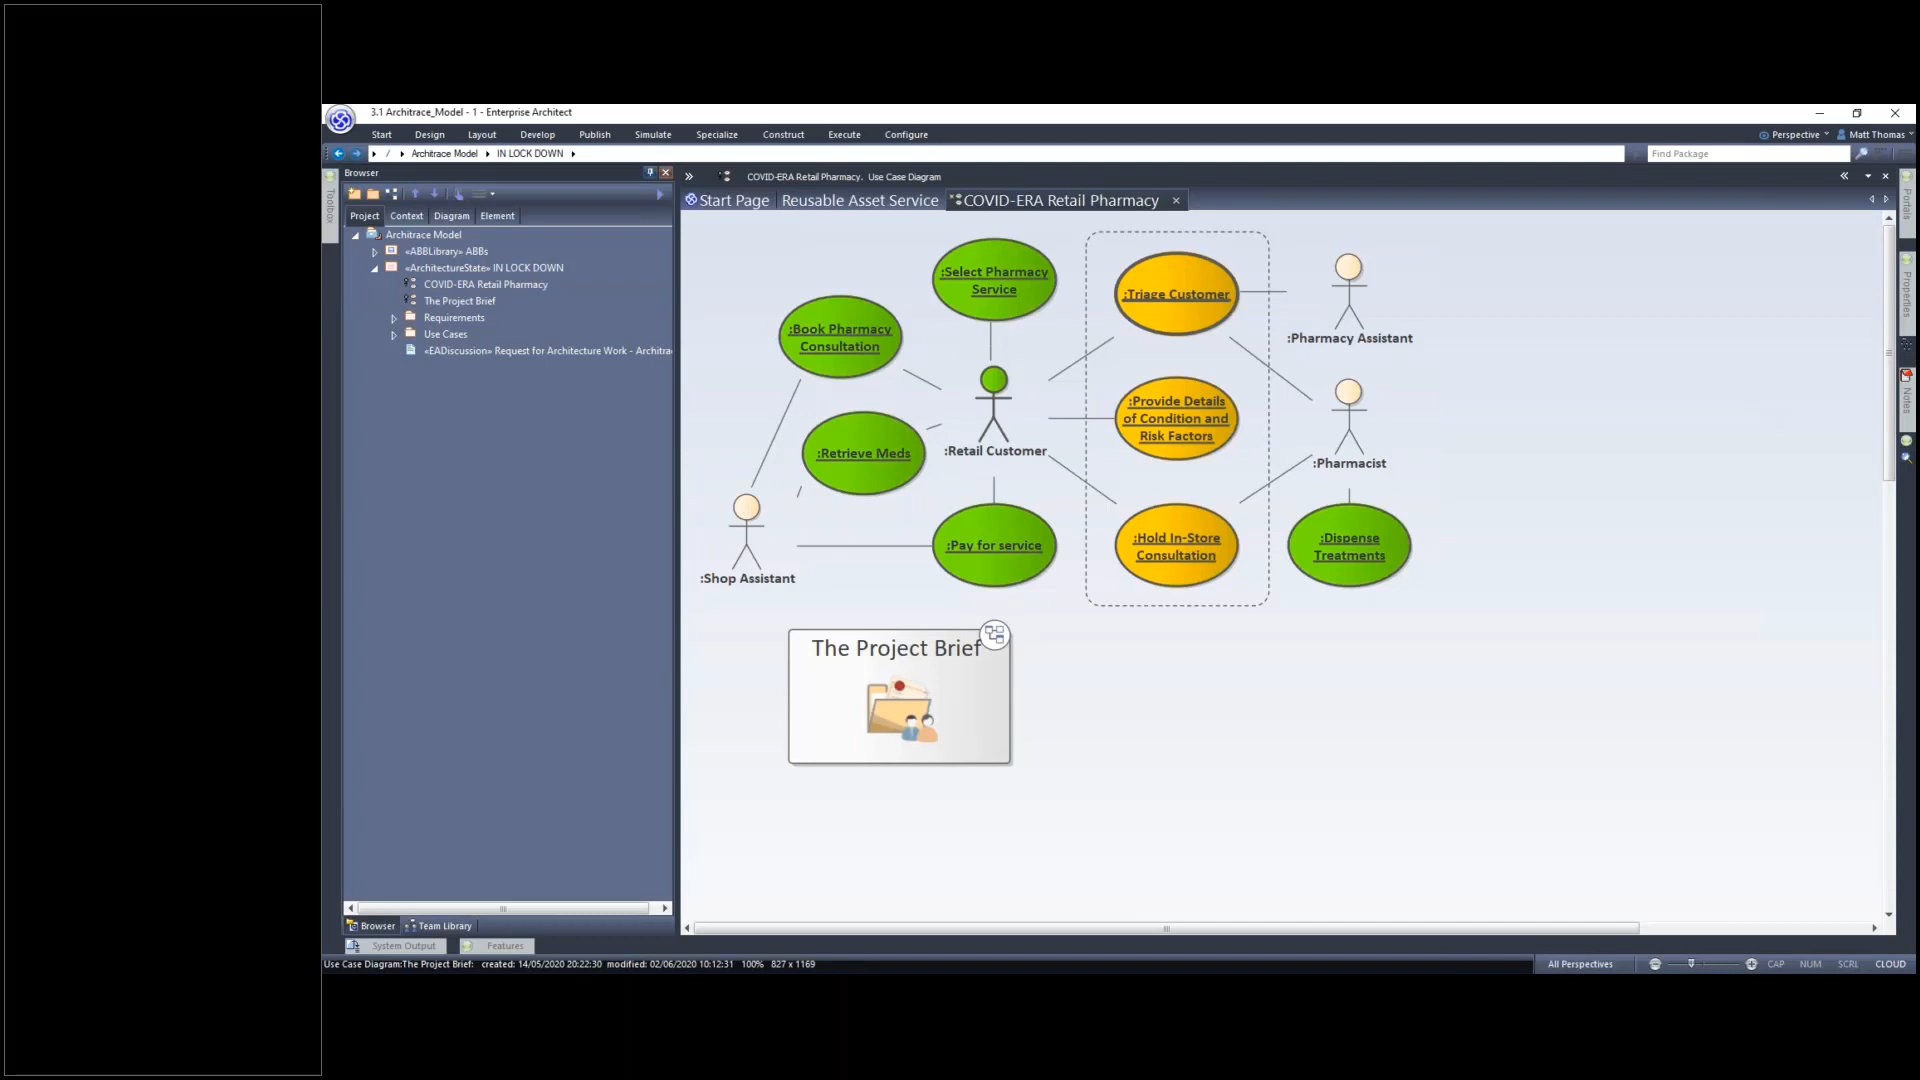 3.1 Architrace_Model - 1 - Enterprise Architect
Start Design Layout Develop Publish Simulate Specialize Construct Execute Configure
Perspective Matt Thomas
/ Architrace Model IN LOCK DOWN
Find Package
Toolbox
Browser
Project Context Diagram Element
Architrace Model
«ABBLibrary» ABBs
«ArchitectureState» IN LOCK DOWN
COVID-ERA Retail Pharmacy
The Project Brief
Requirements
Use Cases
«EADiscussion» Request for Architecture Work - Architra
Browser Team Library
System Output Features
COVID-ERA Retail Pharmacy. Use Case Diagram
Start Page Reusable Asset Service COVID-ERA Retail Pharmacy
:Select Pharmacy
Service
:Book Pharmacy
Consultation
:Retrieve Meds
:Retail Customer
:Pay for service
:Shop Assistant
:Triage Customer
:Provide Details
of Condition and
Risk Factors
:Hold In-Store
Consultation
:Pharmacy Assistant
:Pharmacist
:Dispense
Treatments
The Project Brief
Portals
Properties
Notes
Use Case Diagram:The Project Brief: created: 14/05/2020 20:22:30 modified: 02/06/2020 10:12:31 100% 827 x 1169
All Perspectives CAP NUM SCRL CLOUD